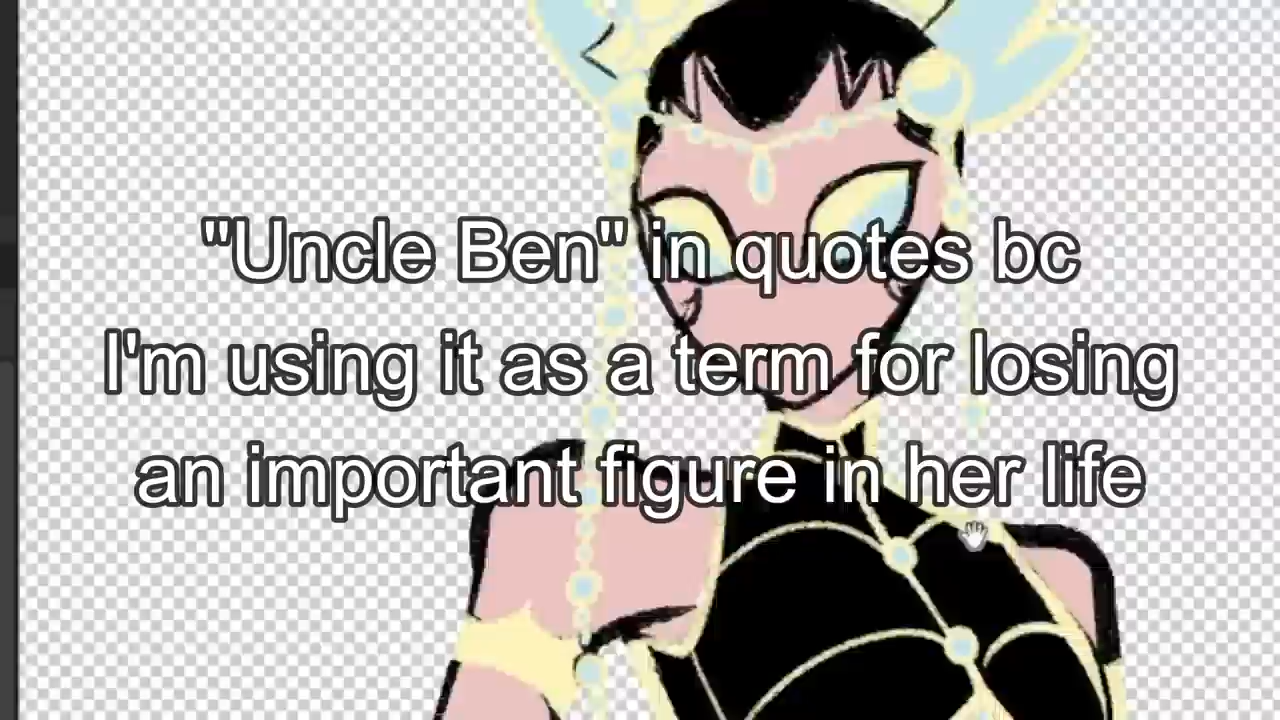 "Uncle Ben" in quotes bc
I'm using it as a term for losing
an important figure in her life